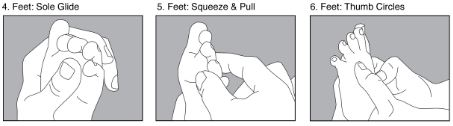 4. Feet: Sole Glide
5. Feet: Squeeze & Pull
6. Feet: Thumb Circles